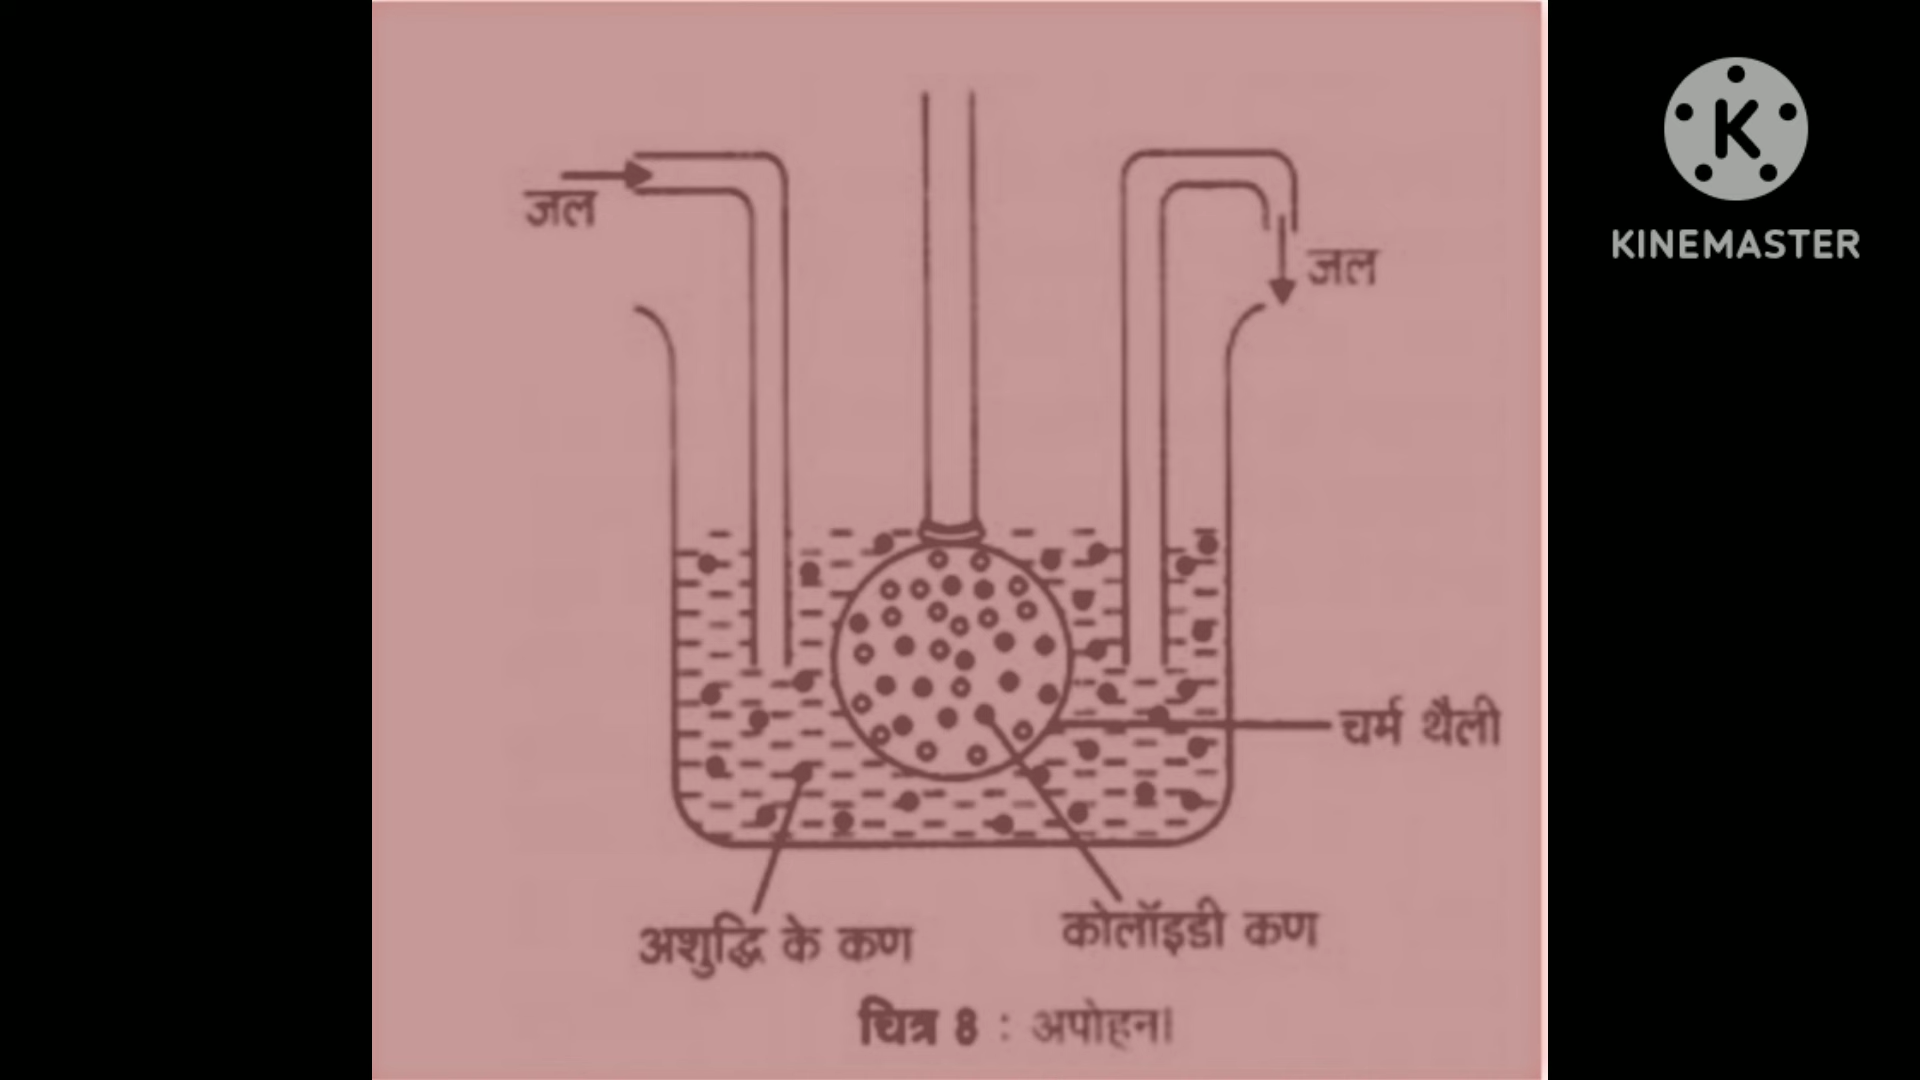 जल
जल
चर्म थैली
अशुद्धि के कण
कोलॉइडी कण
चित्र 8 : अपोहन।
K
KINEMASTER